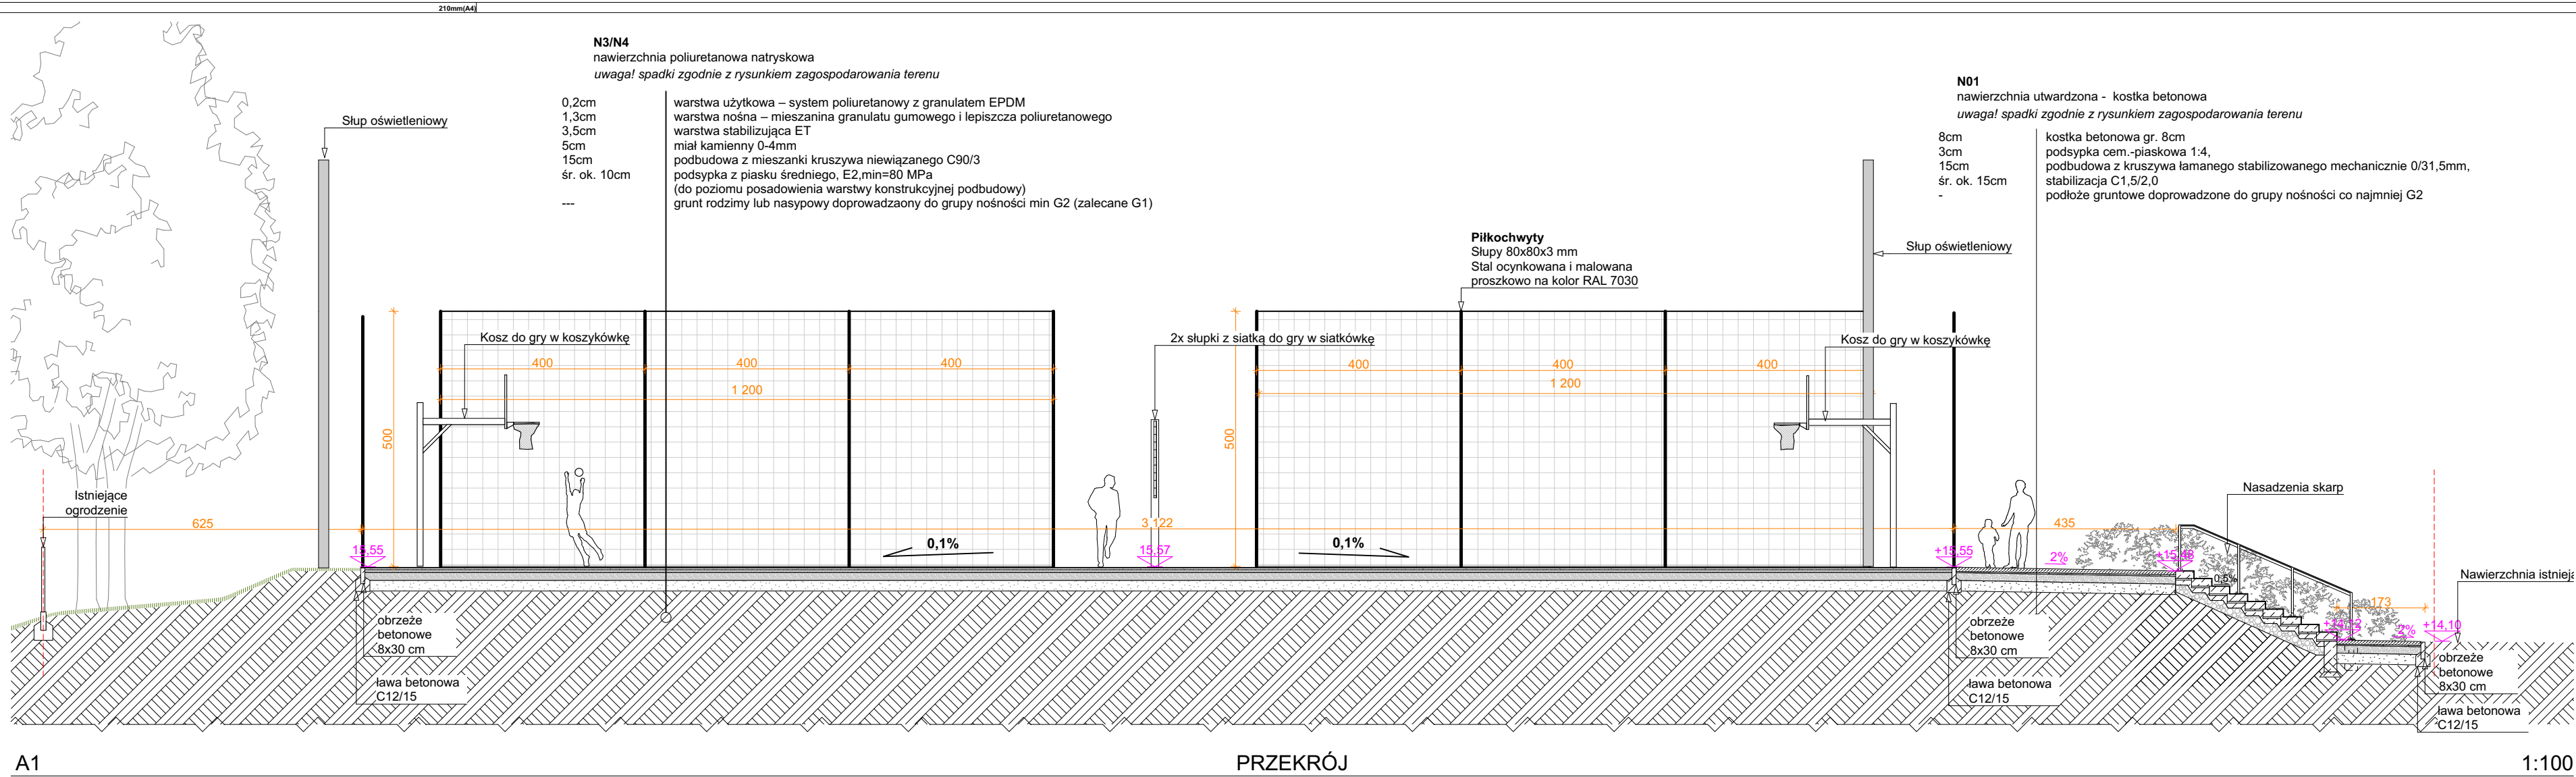 210mm(A4)
N3/N4
nawierzchnia poliuretanowa natryskowa
uwaga! spadki zgodnie z rysunkiem zagospodarowania terenu
0,2cm warstwa użytkowa – system poliuretanowy z granulatem EPDM
1,3cm warstwa nośna – mieszanina granulatu gumowego i lepiszcza poliuretanowego
3,5cm warstwa stabilizująca ET
5cm miał kamienny 0-4mm
15cm podbudowa z mieszanki kruszywa niewiązanego C90/3
śr. ok. 10cm podsypka z piasku średniego, E2,min=80 MPa
(do poziomu posadowienia warstwy konstrukcyjnej podbudowy)
--- grunt rodzimy lub nasypowy doprowadzaony do grupy nośności min G2 (zalecane G1)
N01
nawierzchnia utwardzona - kostka betonowa
uwaga! spadki zgodnie z rysunkiem zagospodarowania terenu
8cm kostka betonowa gr. 8cm
3cm podsypka cem.-piaskowa 1:4,
15cm podbudowa z kruszywa łamanego stabilizowanego mechanicznie 0/31,5mm,
śr. ok. 15cm stabilizacja C1,5/2,0
- podłoże gruntowe doprowadzone do grupy nośności co najmniej G2
Słup oświetleniowy
Piłkochwyty
Słupy 80x80x3 mm
Stal ocynkowana i malowana
proszkowo na kolor RAL 7030
Słup oświetleniowy
Kosz do gry w koszykówkę
2x słupki z siatką do gry w siatkówkę
Kosz do gry w koszykówkę
400
400
400
1 200
500
400
400
400
1 200
500
Istniejące
ogrodzenie
625
3 122
435
Nasadzenia skarp
0,1%
0,1%
15,55
15,57
+15,55
2%
+15,48
0,5%
Nawierzchnia istnieją
173
+14,12
2%
+14,10
obrzeże
betonowe
8x30 cm
ława betonowa
C12/15
obrzeże
betonowe
8x30 cm
ława betonowa
C12/15
obrzeże
betonowe
8x30 cm
ława betonowa
C12/15
A1
PRZEKRÓJ
1:100